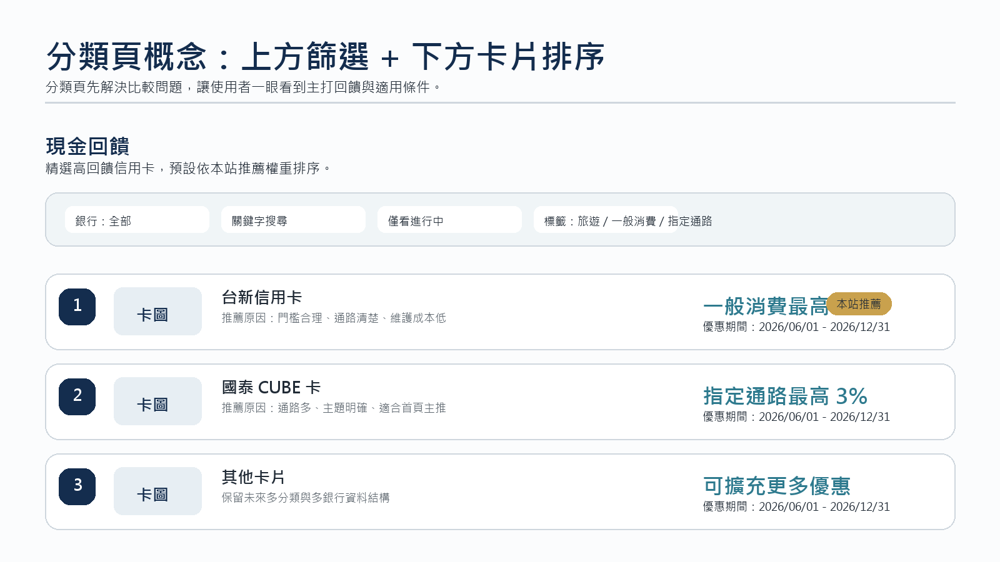 分類頁概念：上方篩選 + 下方卡片排序
分類頁先解決比較問題，讓使用者一眼看到主打回饋與適用條件。
現金回饋
精選高回饋信用卡，預設依本站推薦權重排序。
銀行：全部
關鍵字搜尋
僅看進行中
標籤：旅遊 / 一般消費 / 指定通路
1
卡圖
台新信用卡
推薦原因：門檻合理、通路清楚、維護成本低
一般消費最高
本站推薦
優惠期間：2026/06/01 - 2026/12/31
2
卡圖
國泰 CUBE 卡
推薦原因：通路多、主題明確、適合首頁主推
指定通路最高 3%
優惠期間：2026/06/01 - 2026/12/31
3
卡圖
其他卡片
保留未來多分類與多銀行資料結構
可擴充更多優惠
優惠期間：2026/06/01 - 2026/12/31